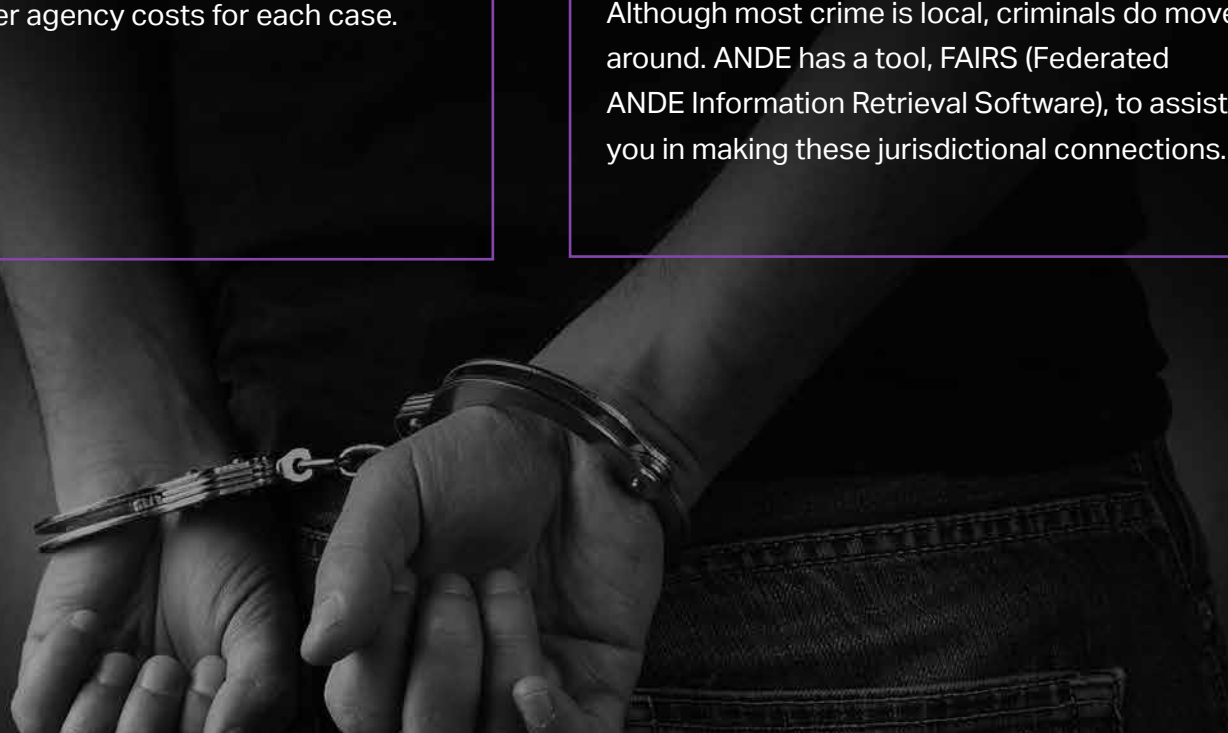 agency costs for each case.
Although most crime is local, criminals do move
around. ANDE has a tool, FAIRS (Federated
ANDE Information Retrieval Software), to assist
you in making these jurisdictional connections.